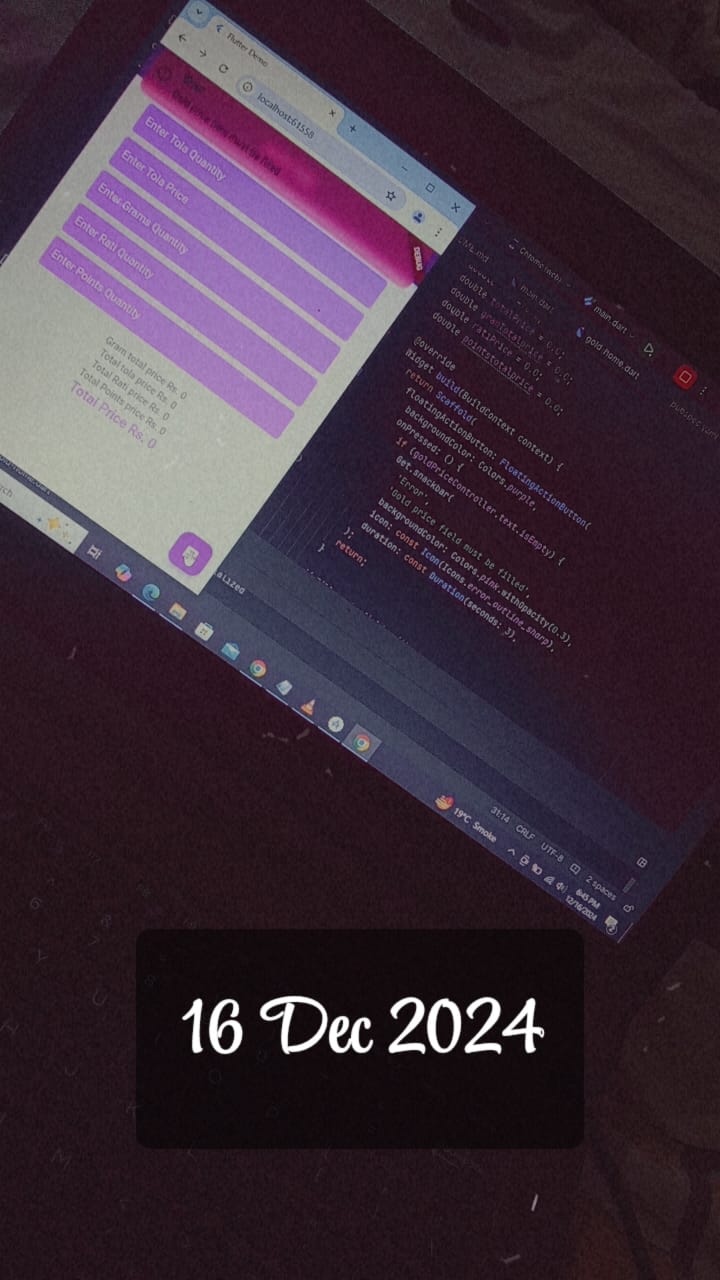 Flutter Demo
localhost:61558
Error
Gold price field must be filled
DEBUG
Enter Tola Quantity
Enter Tola Price
Enter Grams Quantity
Enter Rati Quantity
Enter Points Quantity
Gram total price Rs. 0
Total tola price Rs. 0
Total Rati price Rs. 0
Total Points price Rs. 0
Total Price Rs. 0
main.dart
main.dart
gold home.dart
double totalPrice = 0.0;
double gramtotalprice = 0.0;
double ratiPrice = 0.0;
double pointstotalprice = 0.0;
@override
Widget build(BuildContext context) {
return Scaffold(
floatingActionButton: FloatingActionButton(
backgroundColor: Colors.purple,
onPressed: () {
if (goldPriceController.text.isEmpty) {
Get.snackbar(
'Error',
'Gold price field must be filled',
backgroundColor: Colors.pink.withOpacity(0.3),
icon: const Icon(Icons.error_outline_sharp),
duration: const Duration(seconds: 3),
);
return;
}
31:14 CRLF UTF-8 2 spaces
19°C Smoke
6:45 PM
12/16/2024
16 Dec 2024